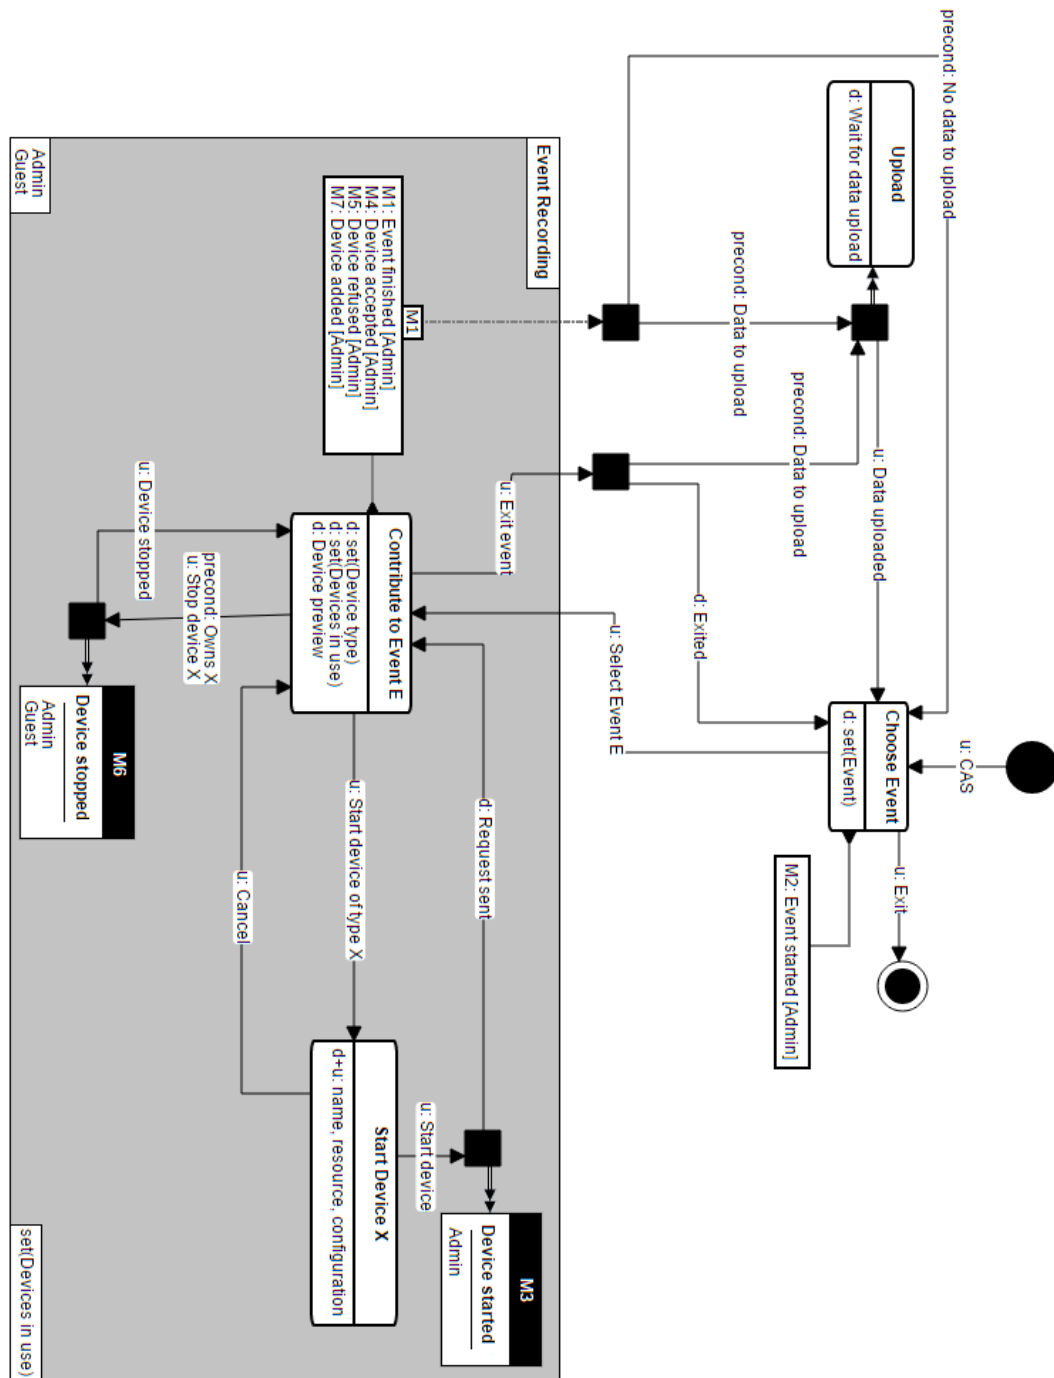 precond: No data to upload
Upload
d: Wait for data upload
precond: Data to upload
precond: Data to upload
u: Data uploaded
d: Exited
u: Select Event E
Choose Event
d: set(Event)
u: CAS
u: Exit
M2: Event started [Admin]
Event Recording
Admin
Guest
M1: Event finished [Admin]
M4: Device accepted [Admin]
M5: Device refused [Admin]
M7: Device added [Admin]
M1
u: Exit event
Contribute to Event E
d: set(Device type)
d: set(Devices in use)
d: Device preview
u: Device stopped
precond: Owns X
u: Stop device X
M6
Device stopped
Admin
Guest
u: Start device of type X
d: Request sent
u: Cancel
Start Device X
d+u: name, resource, configuration
u: Start device
M3
Device started
Admin
set(Devices in use)